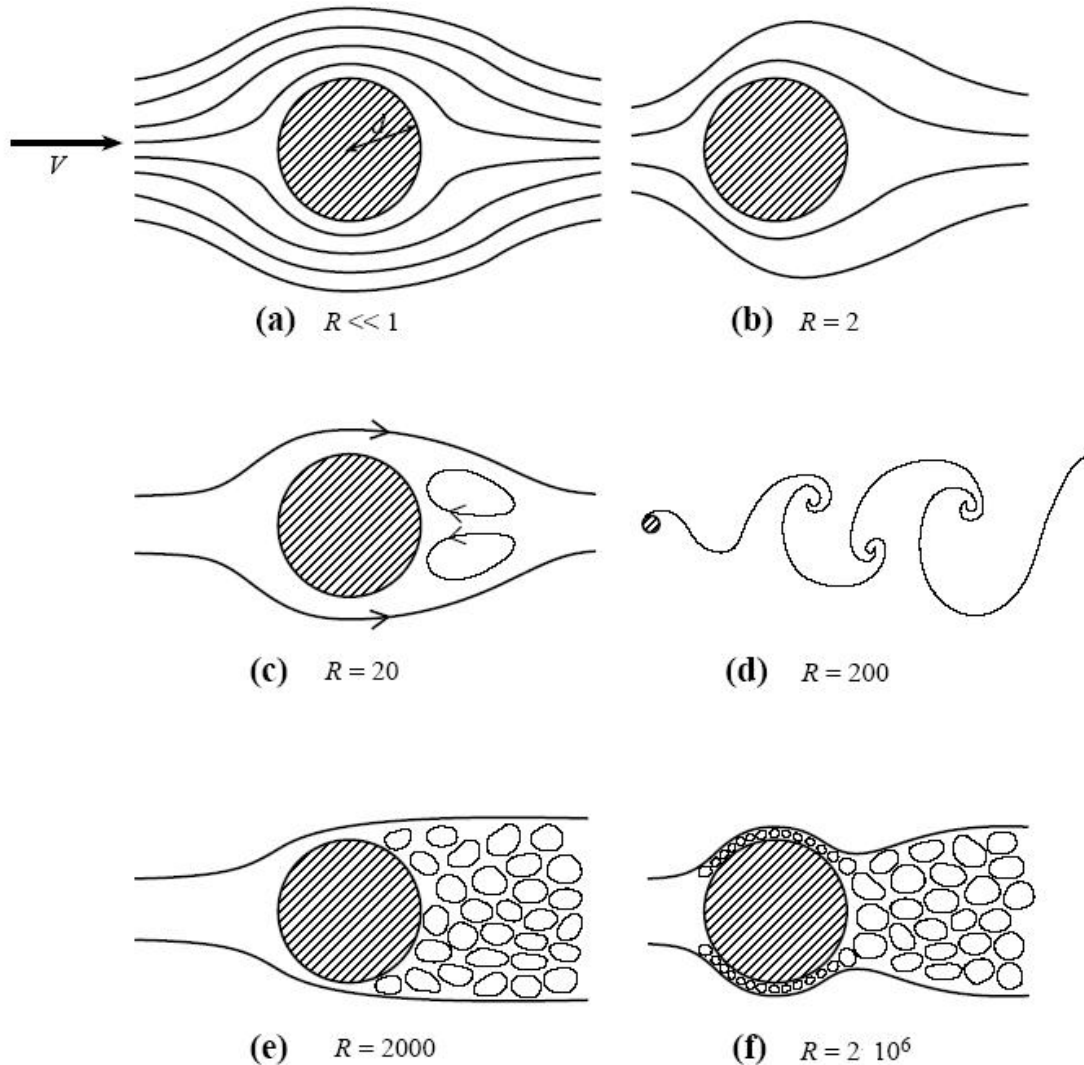 d
V
(a) R << 1
(b) R = 2
(c) R = 20
(d) R = 200
(e) R = 2000
(f) R = 2 10⁶